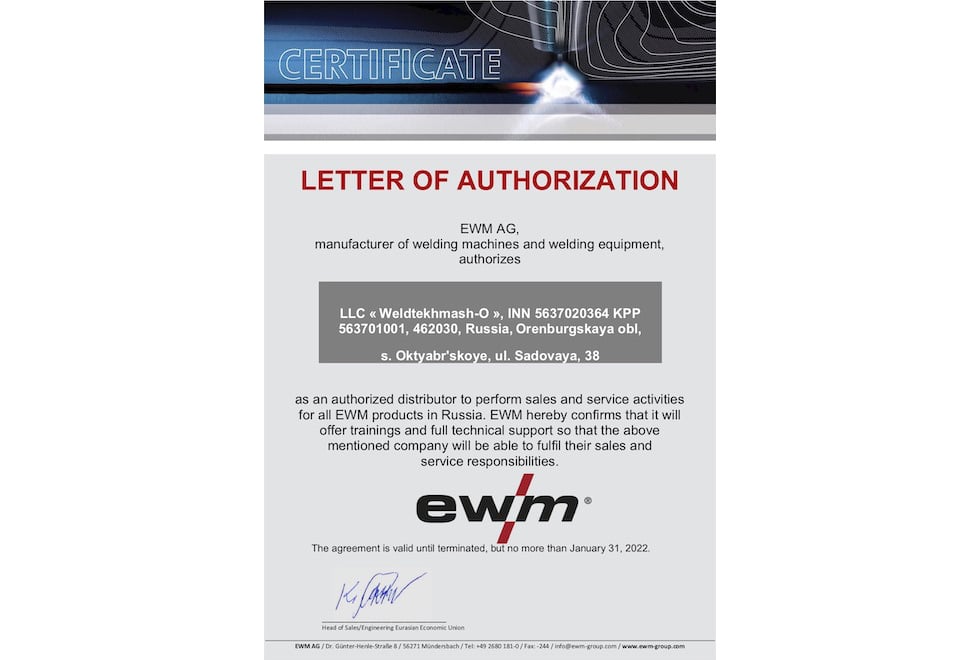 CERTIFICATE
LETTER OF AUTHORIZATION
EWM AG,
manufacturer of welding machines and welding equipment,
authorizes
LLC « Weldtekhmash-O », INN 5637020364 KPP
563701001, 462030, Russia, Orenburgskaya obl,
s. Oktyabr'skoye, ul. Sadovaya, 38
as an authorized distributor to perform sales and service activities
for all EWM products in Russia. EWM hereby confirms that it will
offer trainings and full technical support so that the above
mentioned company will be able to fulfil their sales and
service responsibilities.
ewm®
The agreement is valid until terminated, but no more than January 31, 2022.
Head of Sales/Engineering Eurasian Economic Union
EWM AG / Dr. Günter-Henle-Straße 8 / 56271 Mündersbach / Tel: +49 2680 181-0 / Fax: -244 / info@ewm-group.com / www.ewm-group.com